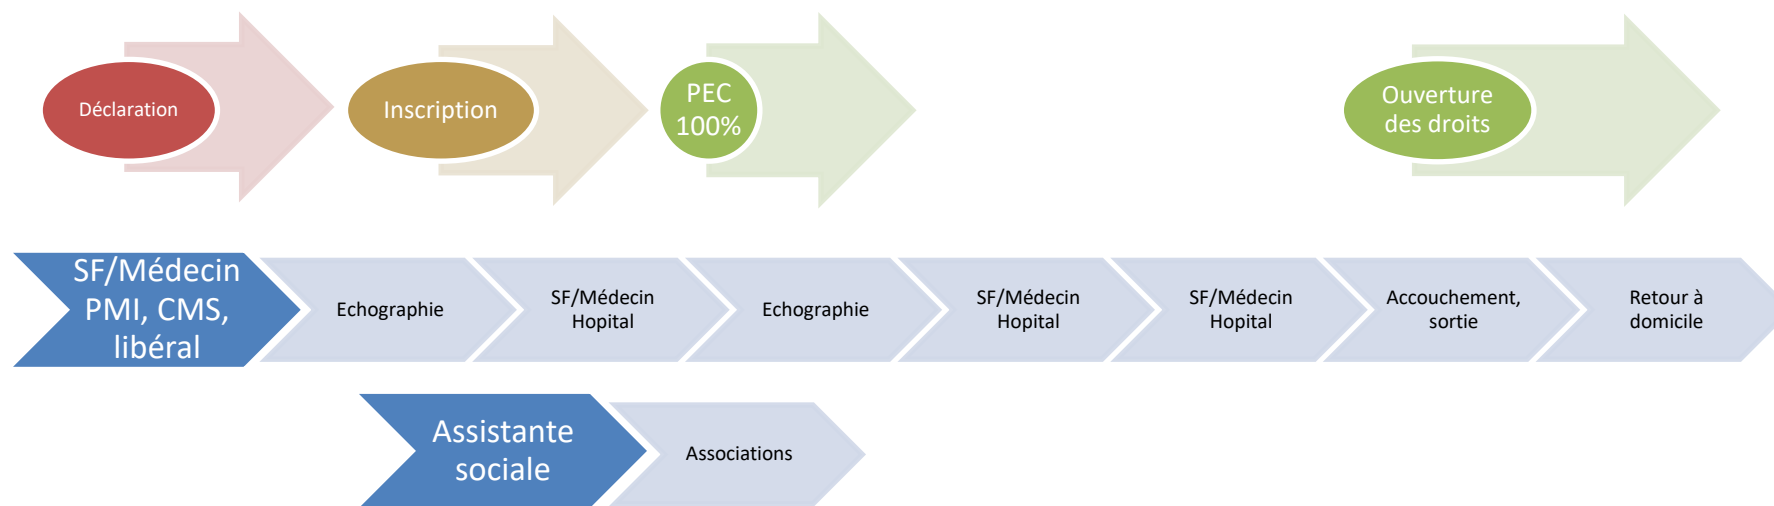 Déclaration
Inscription
PEC
100%
Ouverture
des droits
SF/Médecin
PMI, CMS,
libéral
Echographie
SF/Médecin
Hopital
Echographie
SF/Médecin
Hopital
SF/Médecin
Hopital
Accouchement,
sortie
Retour à
domicile
Assistante
sociale
Associations